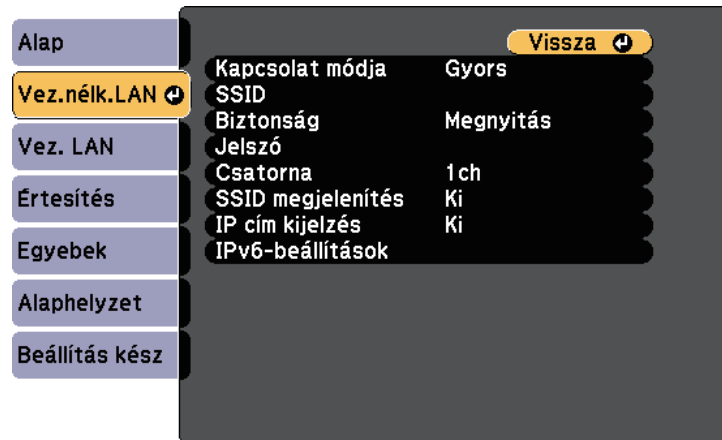 Alap
Vez.nélk.LAN
Vez. LAN
Értesítés
Egyebek
Alaphelyzet
Beállítás kész
Vissza
Kapcsolat módja Gyors
SSID
Biztonság Megnyitás
Jelszó
Csatorna 1ch
SSID megjelenítés Ki
IP cím kijelzés Ki
IPv6-beállítások